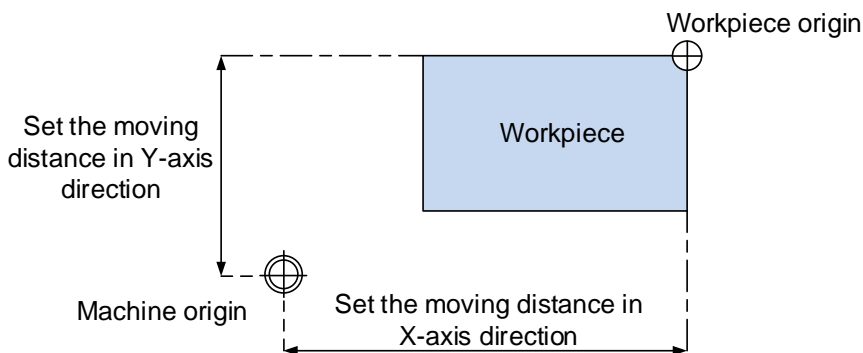 Workpiece origin
Set the moving
distance in Y-axis
direction
Workpiece
Machine origin
Set the moving distance in
X-axis direction